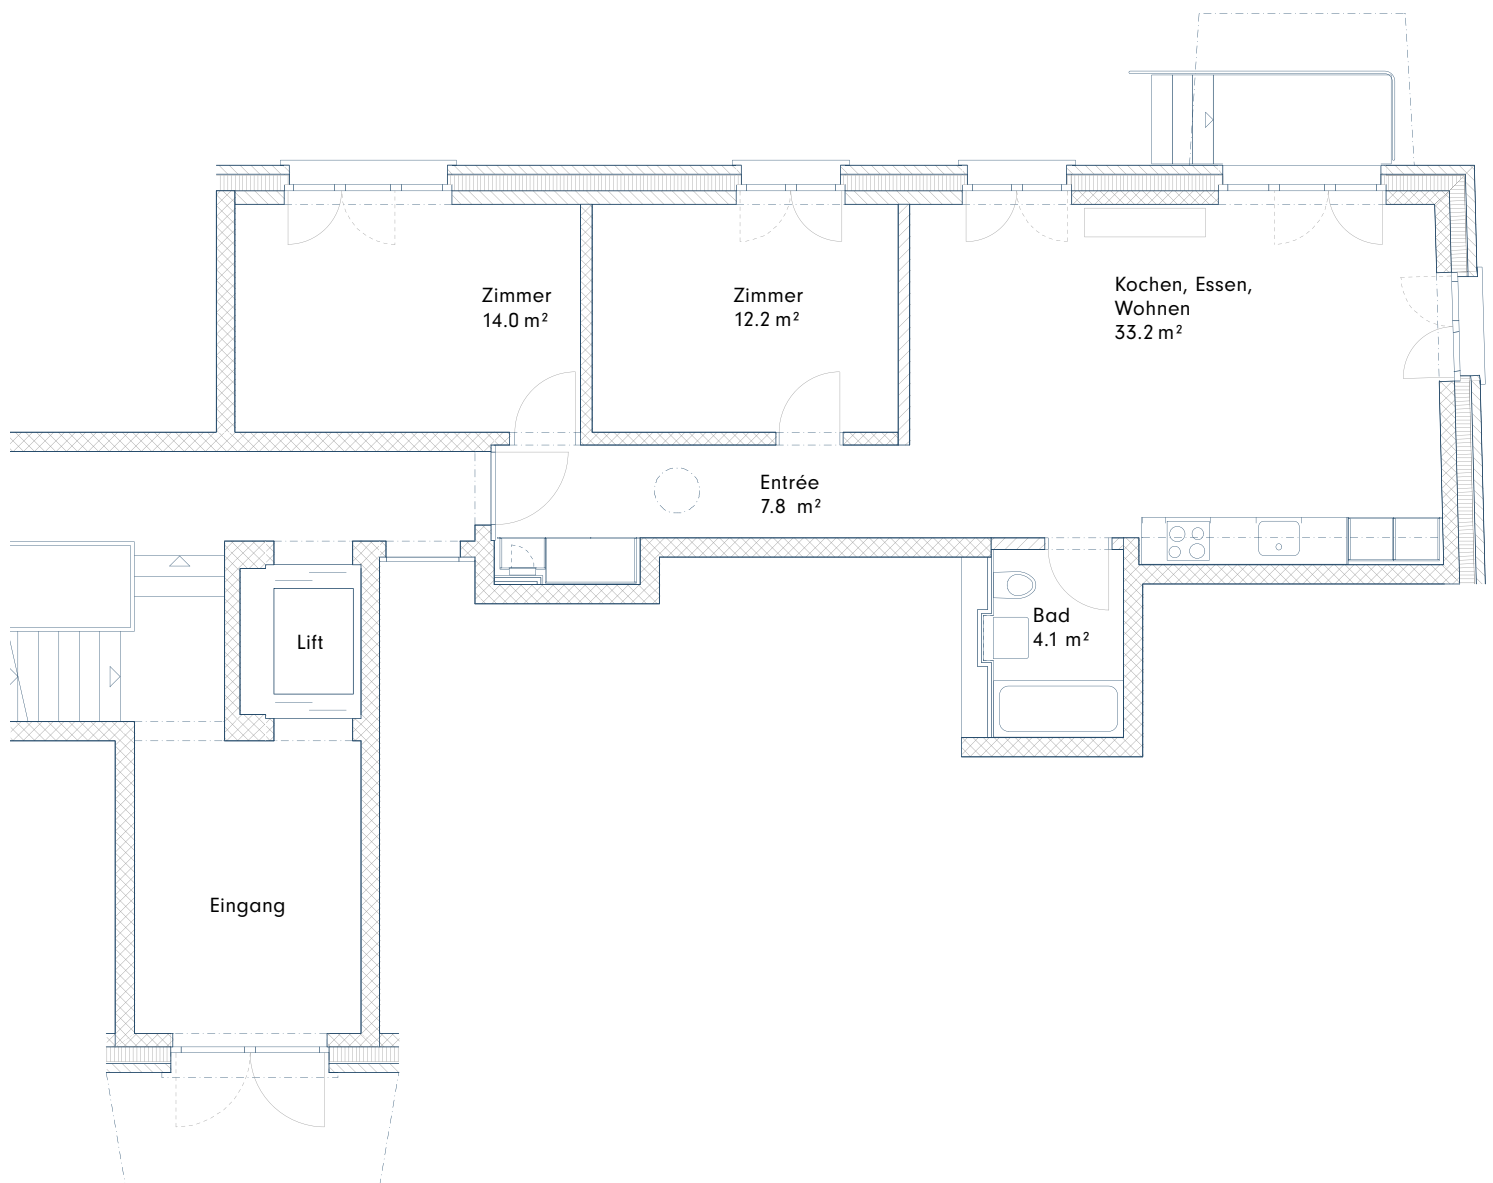 Zimmer
14.0 m²
Zimmer
12.2 m²
Kochen, Essen,
Wohnen
33.2 m²
Entrée
7.8 m²
Lift
Bad
4.1 m²
Eingang